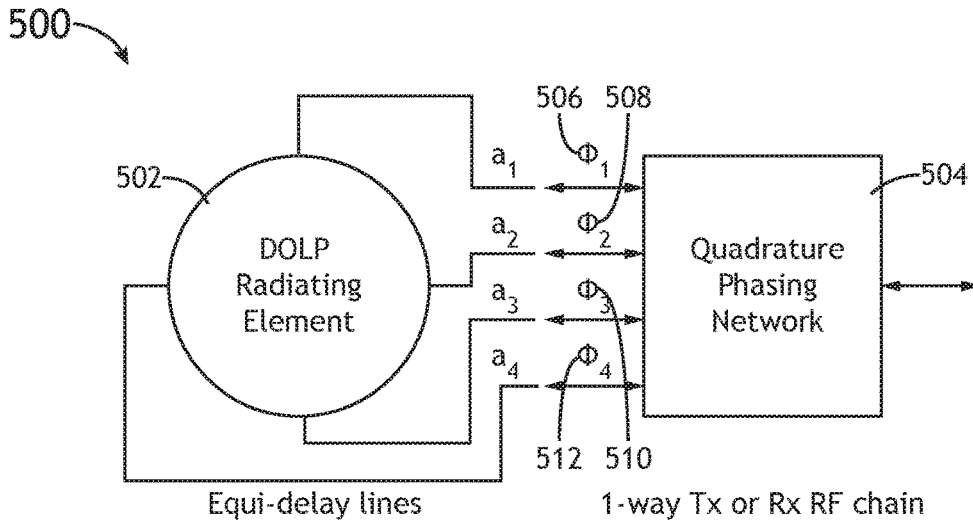 500
506 508
502
a1 Φ1
504
a2 Φ2
DOLP
Radiating
Element
Quadrature
Phasing
Network
a3 Φ3
a4 Φ4
512 510
Equi-delay lines
1-way Tx or Rx RF chain